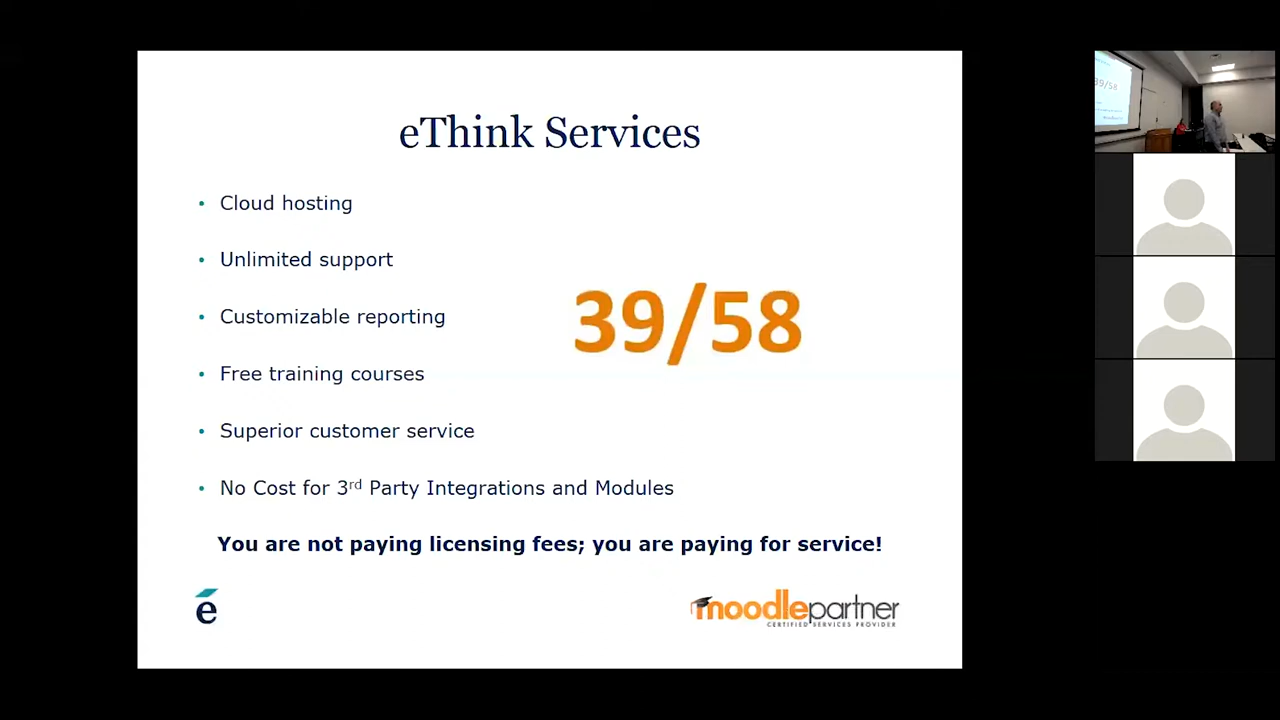 eThink Services
• Cloud hosting
• Unlimited support
• Customizable reporting
• Free training courses
• Superior customer service
• No Cost for 3rd Party Integrations and Modules
39/58
You are not paying licensing fees; you are paying for service!
é
moodlepartner
CERTIFIED SERVICES PROVIDER
39/58